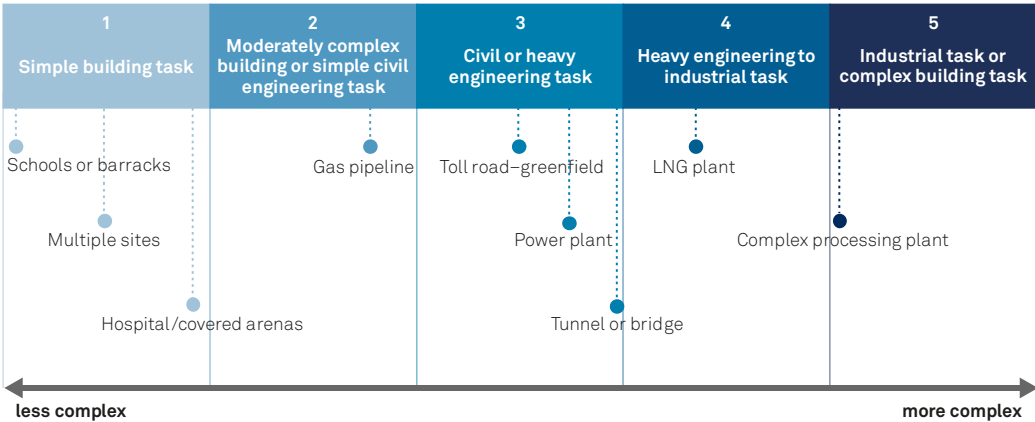 1
Simple building task
2
Moderately complex
building or simple civil
engineering task
3
Civil or heavy
engineering task
4
Heavy engineering to
industrial task
5
Industrial task or
complex building task
Schools or barracks
Gas pipeline
Toll road–greenfield
LNG plant
Multiple sites
Power plant
Complex processing plant
Hospital/covered arenas
Tunnel or bridge
less complex
more complex